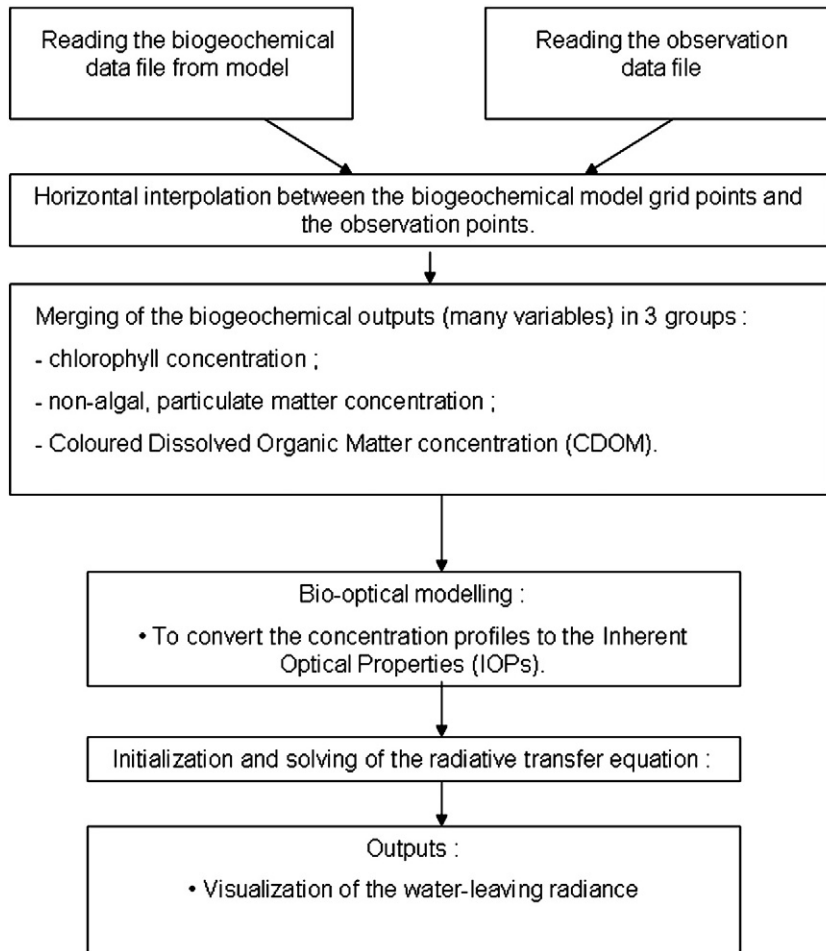 Reading the biogeochemical
data file from model
Reading the observation
data file
Horizontal interpolation between the biogeochemical model grid points and
the observation points.
Merging of the biogeochemical outputs (many variables) in 3 groups :
- chlorophyll concentration ;
- non-algal, particulate matter concentration ;
- Coloured Dissolved Organic Matter concentration (CDOM).
Bio-optical modelling :
• To convert the concentration profiles to the Inherent
Optical Properties (IOPs).
Initialization and solving of the radiative transfer equation :
Outputs :
• Visualization of the water-leaving radiance